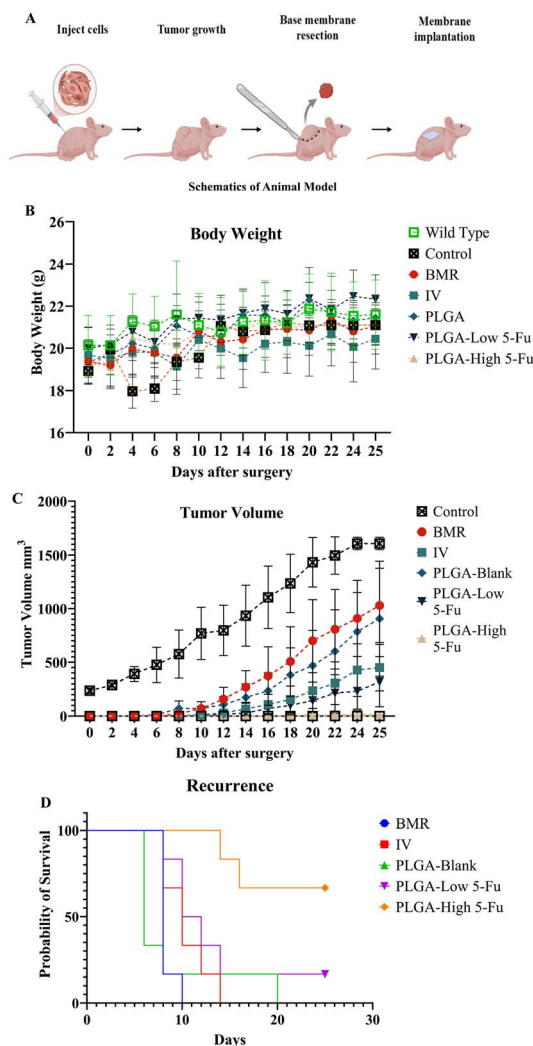 A
Inject cells
Tumor growth
Base membrane
resection
Membrane
implantation
Schematics of Animal Model
B
Body Weight
Body Weight (g)
26
24
22
20
18
16
0 2 4 6 8 10 12 14 16 18 20 22 24 25
Days after surgery
Wild Type
Control
BMR
IV
PLGA
PLGA-Low 5-Fu
PLGA-High 5-Fu
C
Tumor Volume
Tumor Volume mm³
2000
1500
1000
500
0
0 2 4 6 8 10 12 14 16 18 20 22 24 25
Days after surgery
Control
BMR
IV
PLGA-Blank
PLGA-Low
5-Fu
PLGA-High
5-Fu
Recurrence
D
Probability of Survival
100
50
0
0 10 20 30
Days
BMR
IV
PLGA-Blank
PLGA-Low 5-Fu
PLGA-High 5-Fu